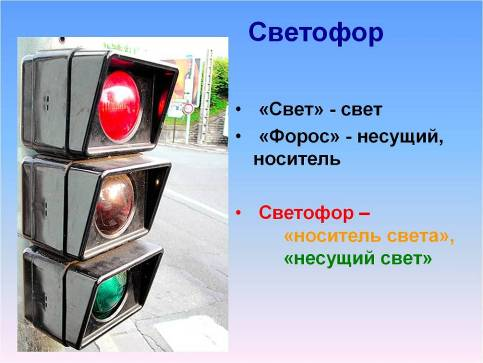 Светофор
• «Свет» - свет
• «Форос» - несущий,
носитель
• Светофор –
«носитель света»,
«несущий свет»